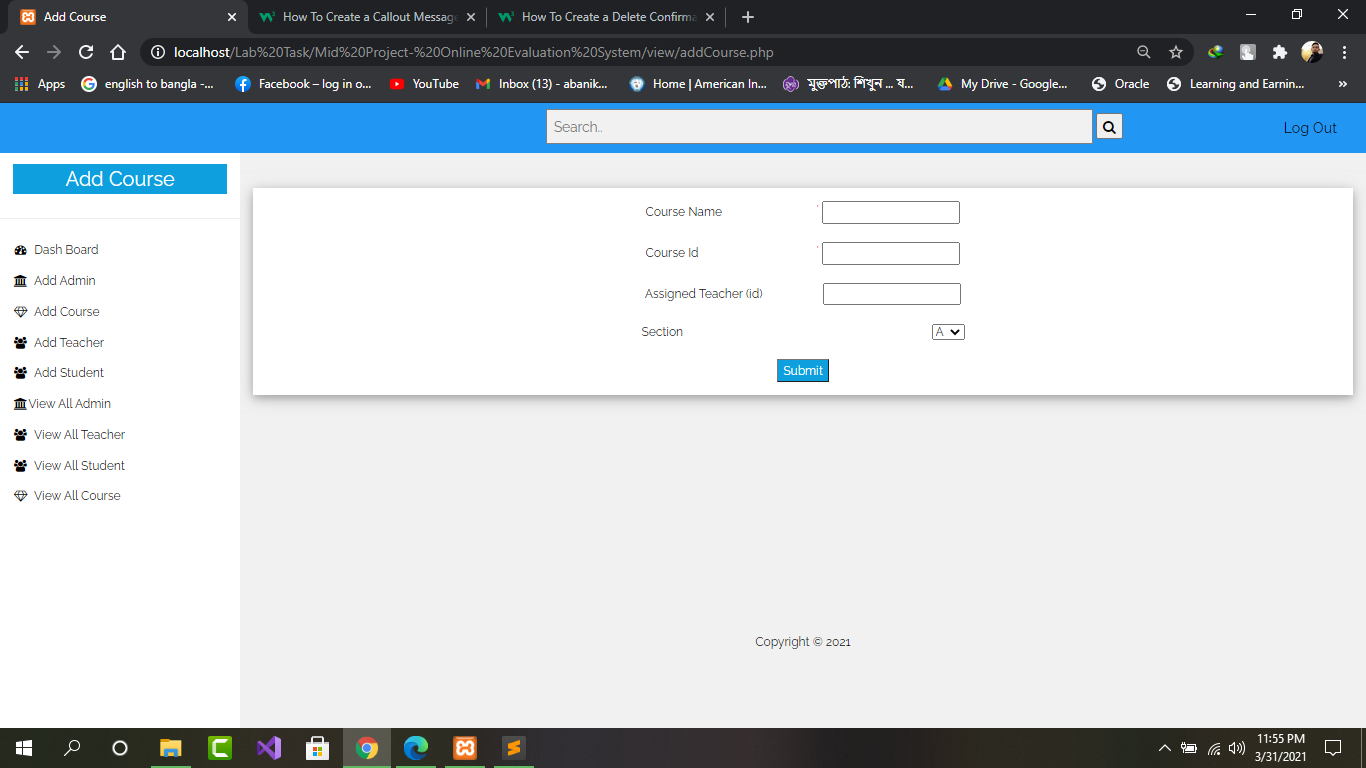 Add Course
How To Create a Callout Message
How To Create a Delete Confirma
localhost/Lab%20Task/Mid%20Project-%20Online%20Evaluation%20System/view/addCourse.php
Apps
english to bangla -...
Facebook – log in o...
YouTube
Inbox (13) - abanik...
Home | American In...
মুক্তপাঠ: শিখুন ... য...
My Drive - Google...
Oracle
Learning and Earnin...
»
Search..
Log Out
Add Course
Dash Board
Add Admin
Add Course
Add Teacher
Add Student
View All Admin
View All Teacher
View All Student
View All Course
Course Name
Course Id
Assigned Teacher (id)
Section
A
Submit
Copyright © 2021
11:55 PM
3/31/2021